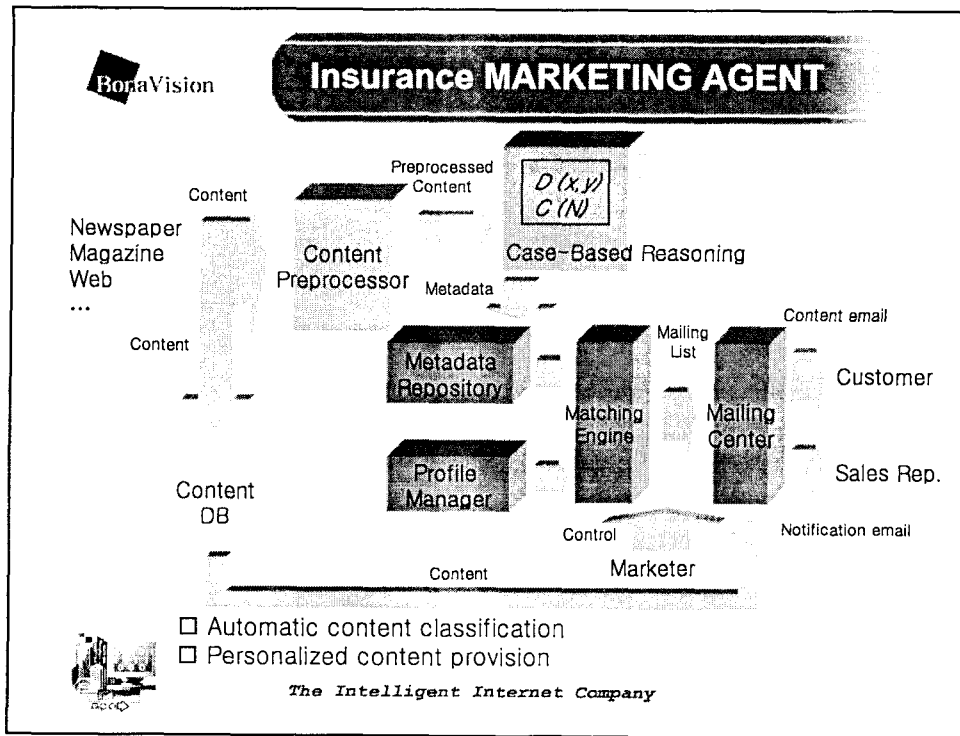 BonaVision
Insurance MARKETING AGENT
Preprocessed
Content
D (x,y)
C (N)
Content
Newspaper
Magazine
Web
...
Content
Preprocessor
Case-Based Reasoning
Metadata
Content
Mailing
List
Content email
Metadata
Repository
Matching
Engine
Mailing
Center
Customer
Profile
Manager
Sales Rep.
Content
DB
Control
Notification email
Marketer
Content
□ Automatic content classification
□ Personalized content provision
The Intelligent Internet Company